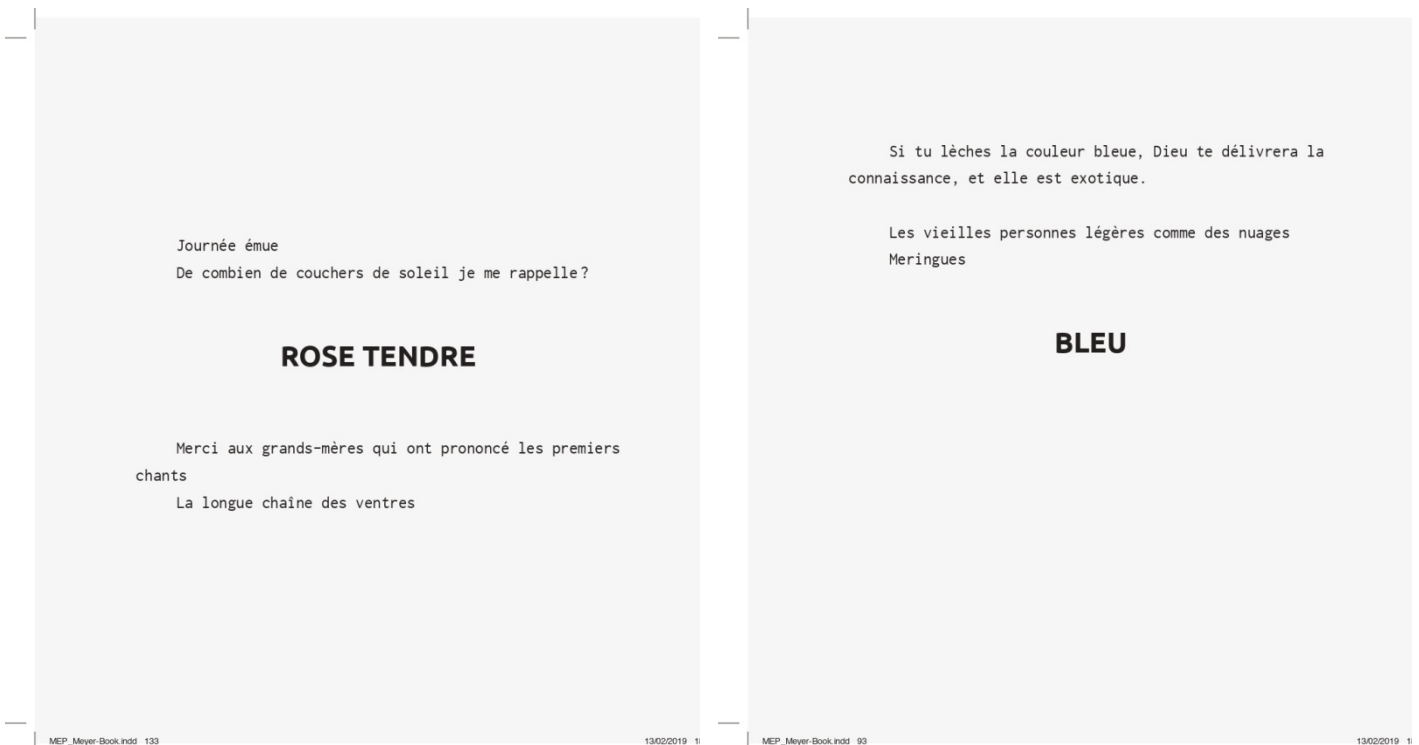 Journée émue
De combien de couchers de soleil je me rappelle ?
ROSE TENDRE
Merci aux grands-mères qui ont prononcé les premiers
chants
La longue chaîne des ventres
MEP_Meyer-Book.indd 133
13/02/2019
Si tu lèches la couleur bleue, Dieu te délivrera la
connaissance, et elle est exotique.
Les vieilles personnes légères comme des nuages
Meringues
BLEU
MEP_Meyer-Book.indd 93
13/02/2019